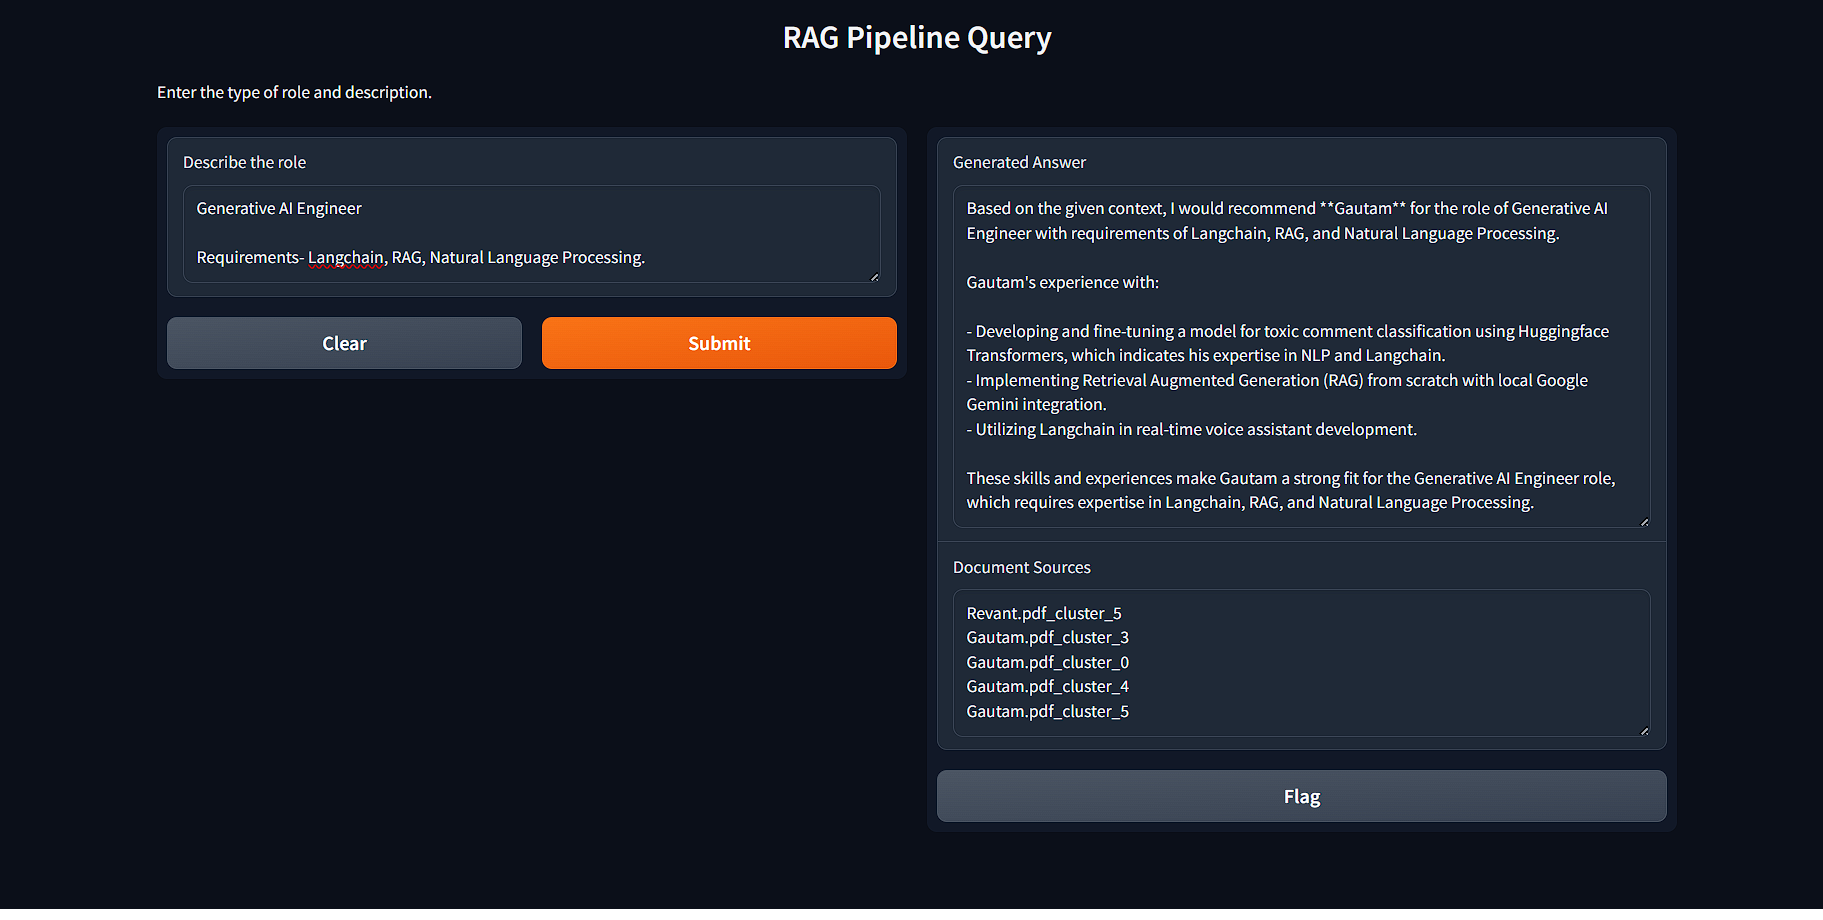 RAG Pipeline Query
Enter the type of role and description.
Describe the role
Generative AI Engineer
Requirements- Langchain, RAG, Natural Language Processing.
Clear
Submit
Generated Answer
Based on the given context, I would recommend **Gautam** for the role of Generative AI
Engineer with requirements of Langchain, RAG, and Natural Language Processing.
Gautam's experience with:
- Developing and fine-tuning a model for toxic comment classification using Huggingface
Transformers, which indicates his expertise in NLP and Langchain.
- Implementing Retrieval Augmented Generation (RAG) from scratch with local Google
Gemini integration.
- Utilizing Langchain in real-time voice assistant development.
These skills and experiences make Gautam a strong fit for the Generative AI Engineer role,
which requires expertise in Langchain, RAG, and Natural Language Processing.
Document Sources
Revant.pdf_cluster_5
Gautam.pdf_cluster_3
Gautam.pdf_cluster_0
Gautam.pdf_cluster_4
Gautam.pdf_cluster_5
Flag